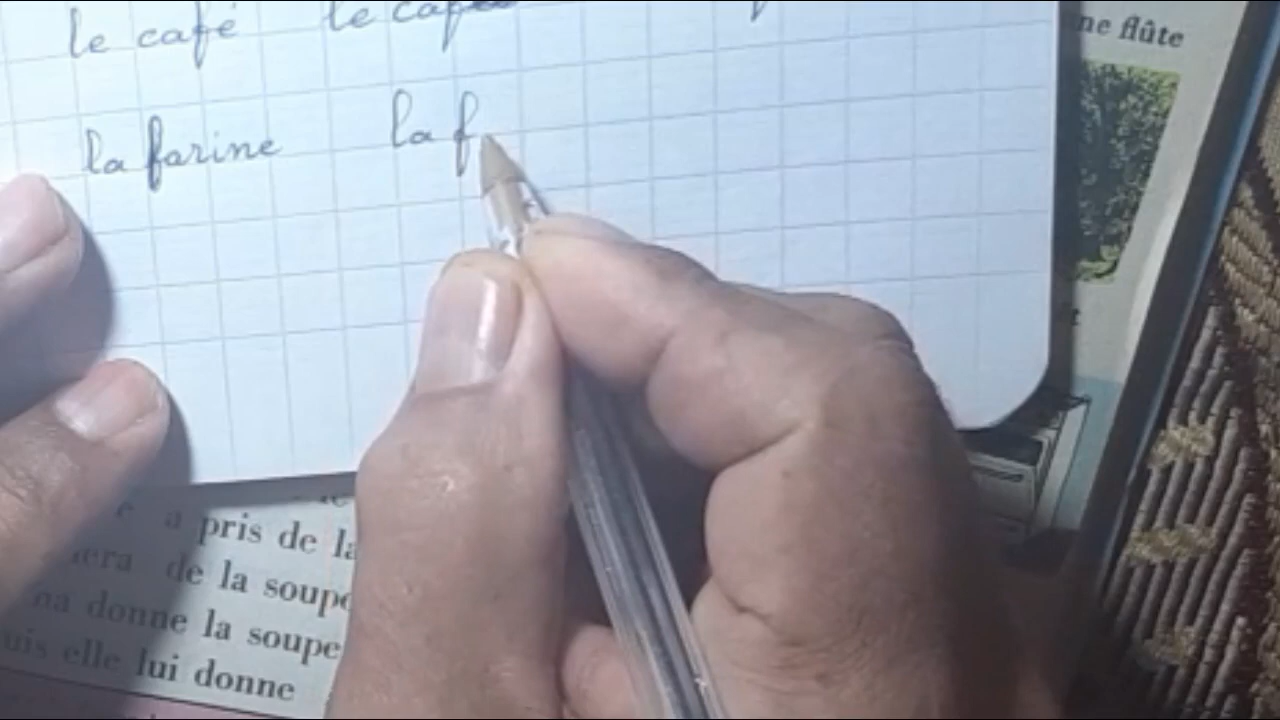 le café le café
la farine la f
ne flûte
a pris de la
de la soupe
donne la soupe
elle lui donne